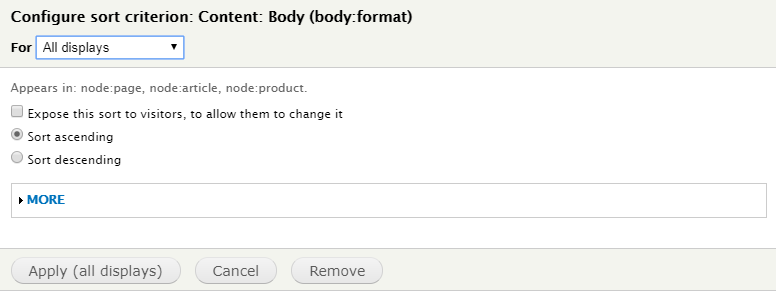 Configure sort criterion: Content: Body (body:format)
For All displays
Appears in: node:page, node:article, node:product.
Expose this sort to visitors, to allow them to change it
Sort ascending
Sort descending
MORE
Apply (all displays) Cancel Remove